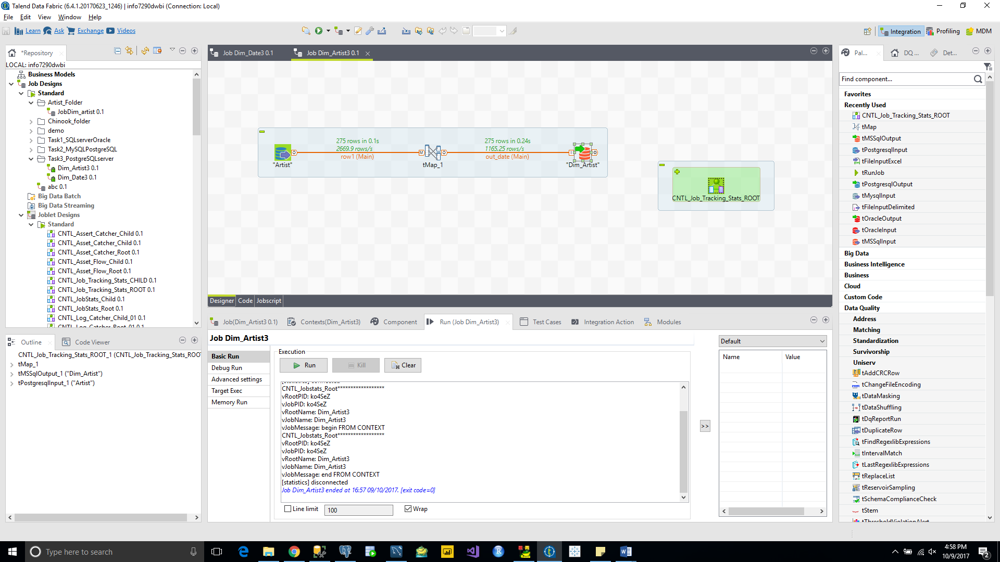 Talend Data Fabric (6.4.1.20170623_1246) | info7290dwbi (Connection: Local)
File Edit View Window Help
Learn Ask Exchange Videos
Integration Profiling MDM
*Repository
LOCAL: info7290dwbi
Business Models
Job Designs
Standard
Artist_Folder
JobDim_artist 0.1
Chinook_folder
demo
Task1_SQLserverOracle
Task2_MySQLPostgreSQL
Task3_PostgreSQLserver
Dim_Artist3 0.1
Dim_Date3 0.1
abc 0.1
Big Data Batch
Big Data Streaming
Joblet Designs
Standard
CNTL_Assert_Catcher_Child 0.1
CNTL_Asset_Catcher_Child 0.1
CNTL_Asset_Catcher_Root 0.1
CNTL_Asset_Flow_Child 0.1
CNTL_Asset_Flow_Root 0.1
CNTL_Job_Tracking_Stats_CHILD 0.1
CNTL_Job_Tracking_Stats_ROOT 0.1
CNTL_JobStats_Child 0.1
CNTL_JobStats_Root 0.1
CNTL_Log_Catcher_Child_01 0.1
CNTL_Log_Catcher_Root_01 0.1
Outline Code Viewer
CNTL_Job_Tracking_Stats_ROOT_1 (CNTL_Job_Tracking_Stats_ROO
tMap_1
tMSSqlOutput_1 ("Dim_Artist")
tPostgresqlInput_1 ("Artist")
Job Dim_Date3 0.1 Job Dim_Artist3 0.1
275 rows in 0.1s
2669.9 rows/s
row1 (Main)
275 rows in 0.24s
1165.25 rows/s
out_date (Main)
"Artist"
tMap_1
"Dim_Artist"
CNTL_Job_Tracking_Stats_ROOT
Designer Code Jobscript
Job(Dim_Artist3 0.1) Contexts(Dim_Artist3) Component Run (Job Dim_Artist3) Test Cases Integration Action Modules
Job Dim_Artist3
Basic Run
Debug Run
Advanced settings
Target Exec
Memory Run
Execution
Run Kill Clear
[statistics] connected
CNTL_Jobstats_Root******************
vRootPID: ko4SeZ
vJobPID: ko4SeZ
vRootName: Dim_Artist3
vJobName: Dim_Artist3
vJobMessage: begin FROM CONTEXT
CNTL_Jobstats_Root******************
vRootPID: ko4SeZ
vJobPID: ko4SeZ
vRootName: Dim_Artist3
vJobName: Dim_Artist3
vJobMessage: end FROM CONTEXT
[statistics] disconnected
Job Dim_Artist3 ended at 16:57 09/10/2017. [exit code=0]
Line limit 100 Wrap
>>
Default
Name Value
Pal... DQ ... Det...
Find component...
Favorites
Recently Used
CNTL_Job_Tracking_Stats_ROOT
tMap
tMSSqlOutput
tPostgresqlInput
tFileInputExcel
tRunJob
tPostgresqlOutput
tMysqlInput
tFileInputDelimited
tOracleOutput
tOracleInput
tMSSqlInput
Big Data
Business Intelligence
Business
Cloud
Custom Code
Data Quality
Address
Matching
Standardization
Survivorship
Uniserv
tAddCRCRow
tChangeFileEncoding
tDataMasking
tDataShuffling
tDqReportRun
tDuplicateRow
tFindRegexlibExpressions
tIntervalMatch
tLastRegexlibExpressions
tReplaceList
tReservoirSampling
tSchemaComplianceCheck
tStem
tThresholdViolationAlert
Type here to search
4:58 PM
10/9/2017
2